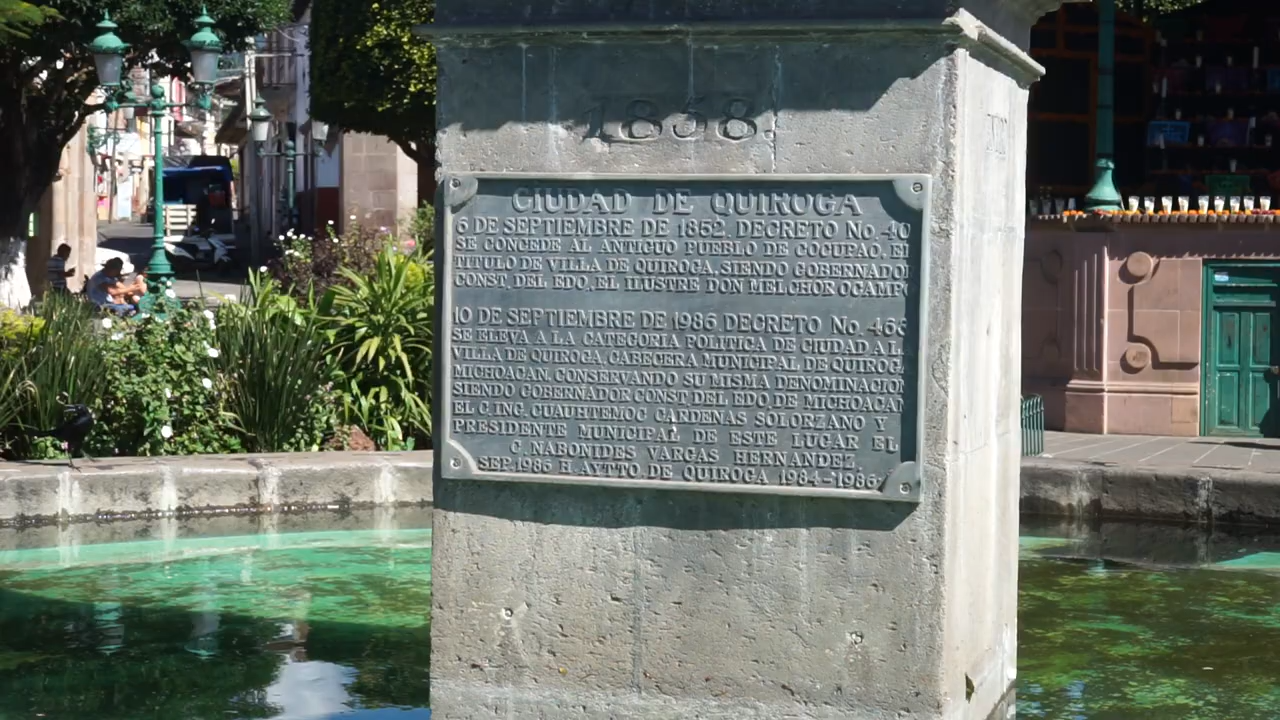 1858.
CIUDAD DE QUIROGA
6 DE SEPTIEMBRE DE 1852, DECRETO No. 40
SE CONCEDE AL ANTIGUO PUEBLO DE COCUPAO, EL
TITULO DE VILLA DE QUIROGA, SIENDO GOBERNADOR
CONST. DEL EDO. EL ILUSTRE DON MELCHOR OCAMPO
10 DE SEPTIEMBRE DE 1986 DECRETO No.
SE ELEVA A LA CATEGORIA POLITICA DE CIUDAD A L
VILLA DE QUIROGA, CABECERA MUNICIPAL DE QUIROGA
MICHOACAN. CONSERVANDO SU MISMA DENOMINACION
SIENDO GOBERNADOR CONST DEL EDO DE MICHOACAN
EL C. ING. CUAUHTEMOC CARDENAS SOLORZANO Y
PRESIDENTE MUNICIPAL DE ESTE LUGAR EL
C. NABONIDES VARGAS HERNANDEZ.
SEP. 1986 H. AYTTO. DE QUIROGA 1984-1986